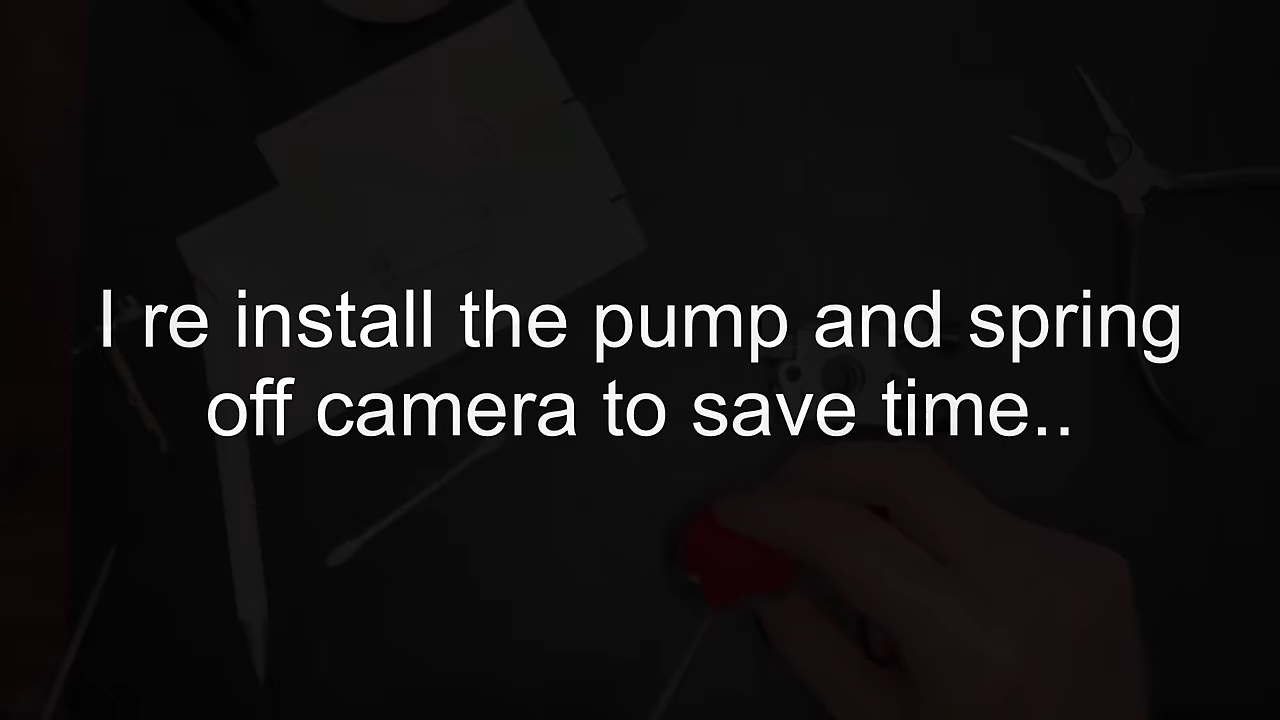 I re install the pump and spring
off camera to save time..